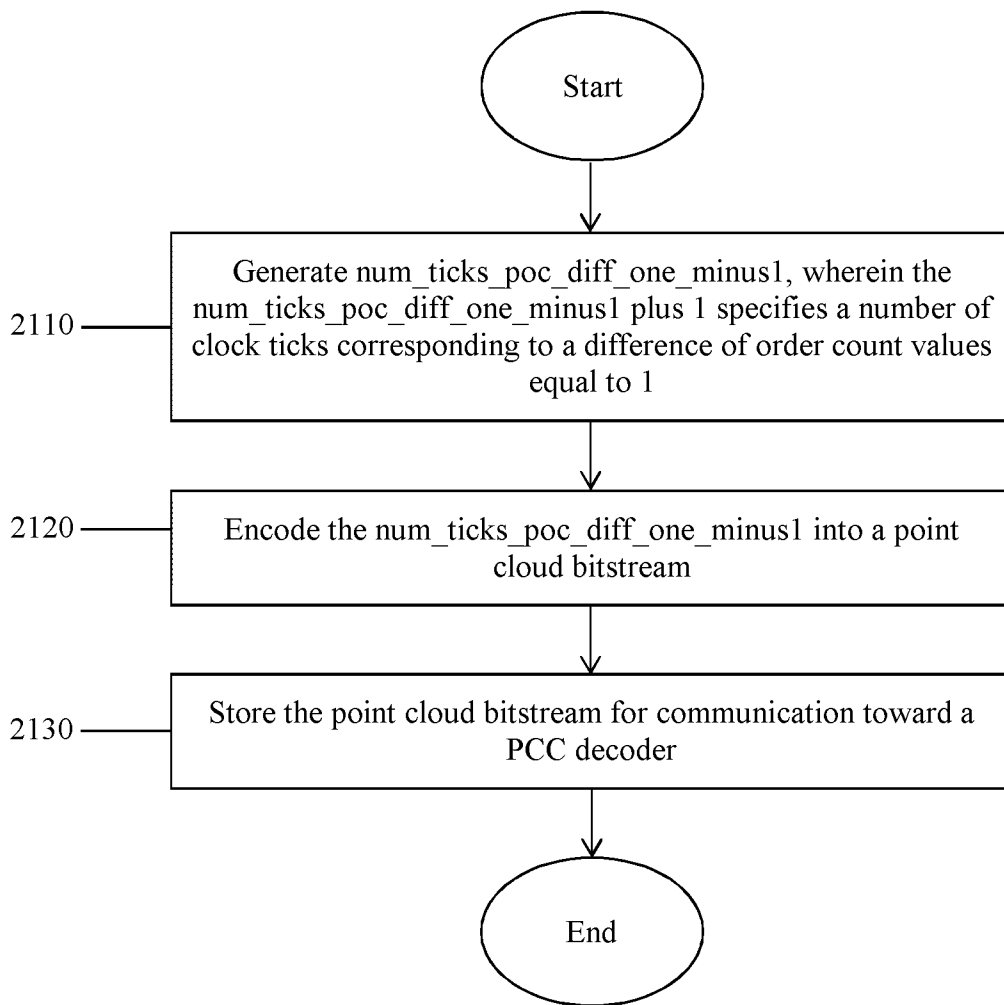 Start
Generate num_ticks_poc_diff_one_minus1, wherein the
num_ticks_poc_diff_one_minus1 plus 1 specifies a number of
2110
clock ticks corresponding to a difference of order count values
equal to 1
2120
Encode the num_ticks_poc_diff_one_minus1 into a point
cloud bitstream
2130
Store the point cloud bitstream for communication toward a
PCC decoder
End